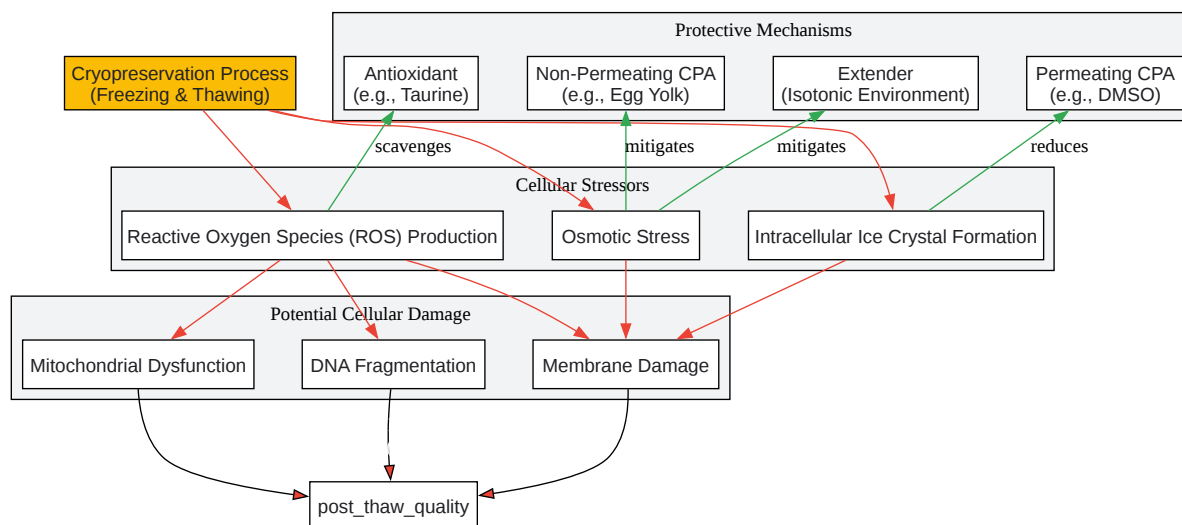 Protective Mechanisms
Cryopreservation Process
(Freezing & Thawing)
Antioxidant
(e.g., Taurine)
Non-Permeating CPA
(e.g., Egg Yolk)
Extender
(Isotonic Environment)
Permeating CPA
(e.g., DMSO)
scavenges
mitigates
mitigates
reduces
Cellular Stressors
Reactive Oxygen Species (ROS) Production
Osmotic Stress
Intracellular Ice Crystal Formation
Potential Cellular Damage
Mitochondrial Dysfunction
DNA Fragmentation
Membrane Damage
post_thaw_quality